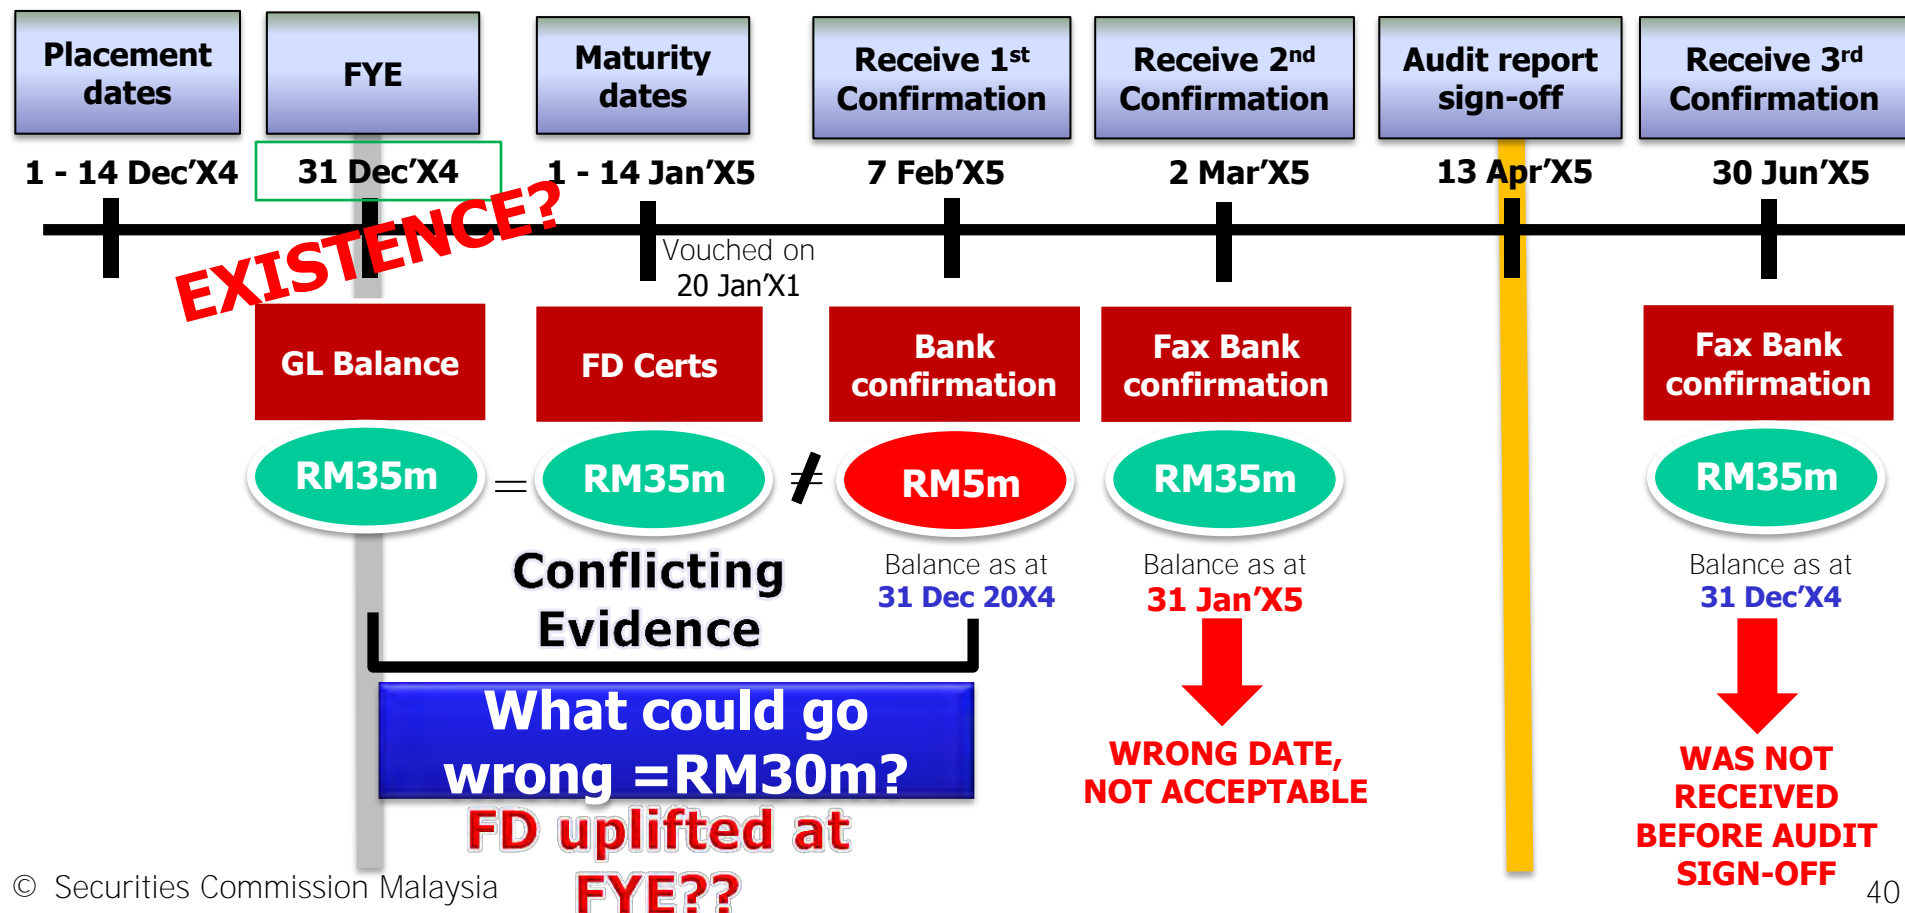 Placement
dates
FYE
Maturity
dates
Receive 1st
Confirmation
Receive 2nd
Confirmation
Audit report
sign-off
Receive 3rd
Confirmation
1 - 14 Dec’X4
31 Dec’X4
1 - 14 Jan’X5
7 Feb’X5
2 Mar’X5
13 Apr’X5
30 Jun’X5
EXISTENCE?
Vouched on
20 Jan’X1
GL Balance
FD Certs
Bank
confirmation
Fax Bank
confirmation
Fax Bank
confirmation
RM35m
=
RM35m
≠
RM5m
RM35m
RM35m
Conflicting
Evidence
Balance as at
31 Dec 20X4
Balance as at
31 Jan’X5
Balance as at
31 Dec’X4
What could go
wrong =RM30m?
FD uplifted at
FYE??
WRONG DATE,
NOT ACCEPTABLE
WAS NOT
RECEIVED
BEFORE AUDIT
SIGN-OFF
© Securities Commission Malaysia
40